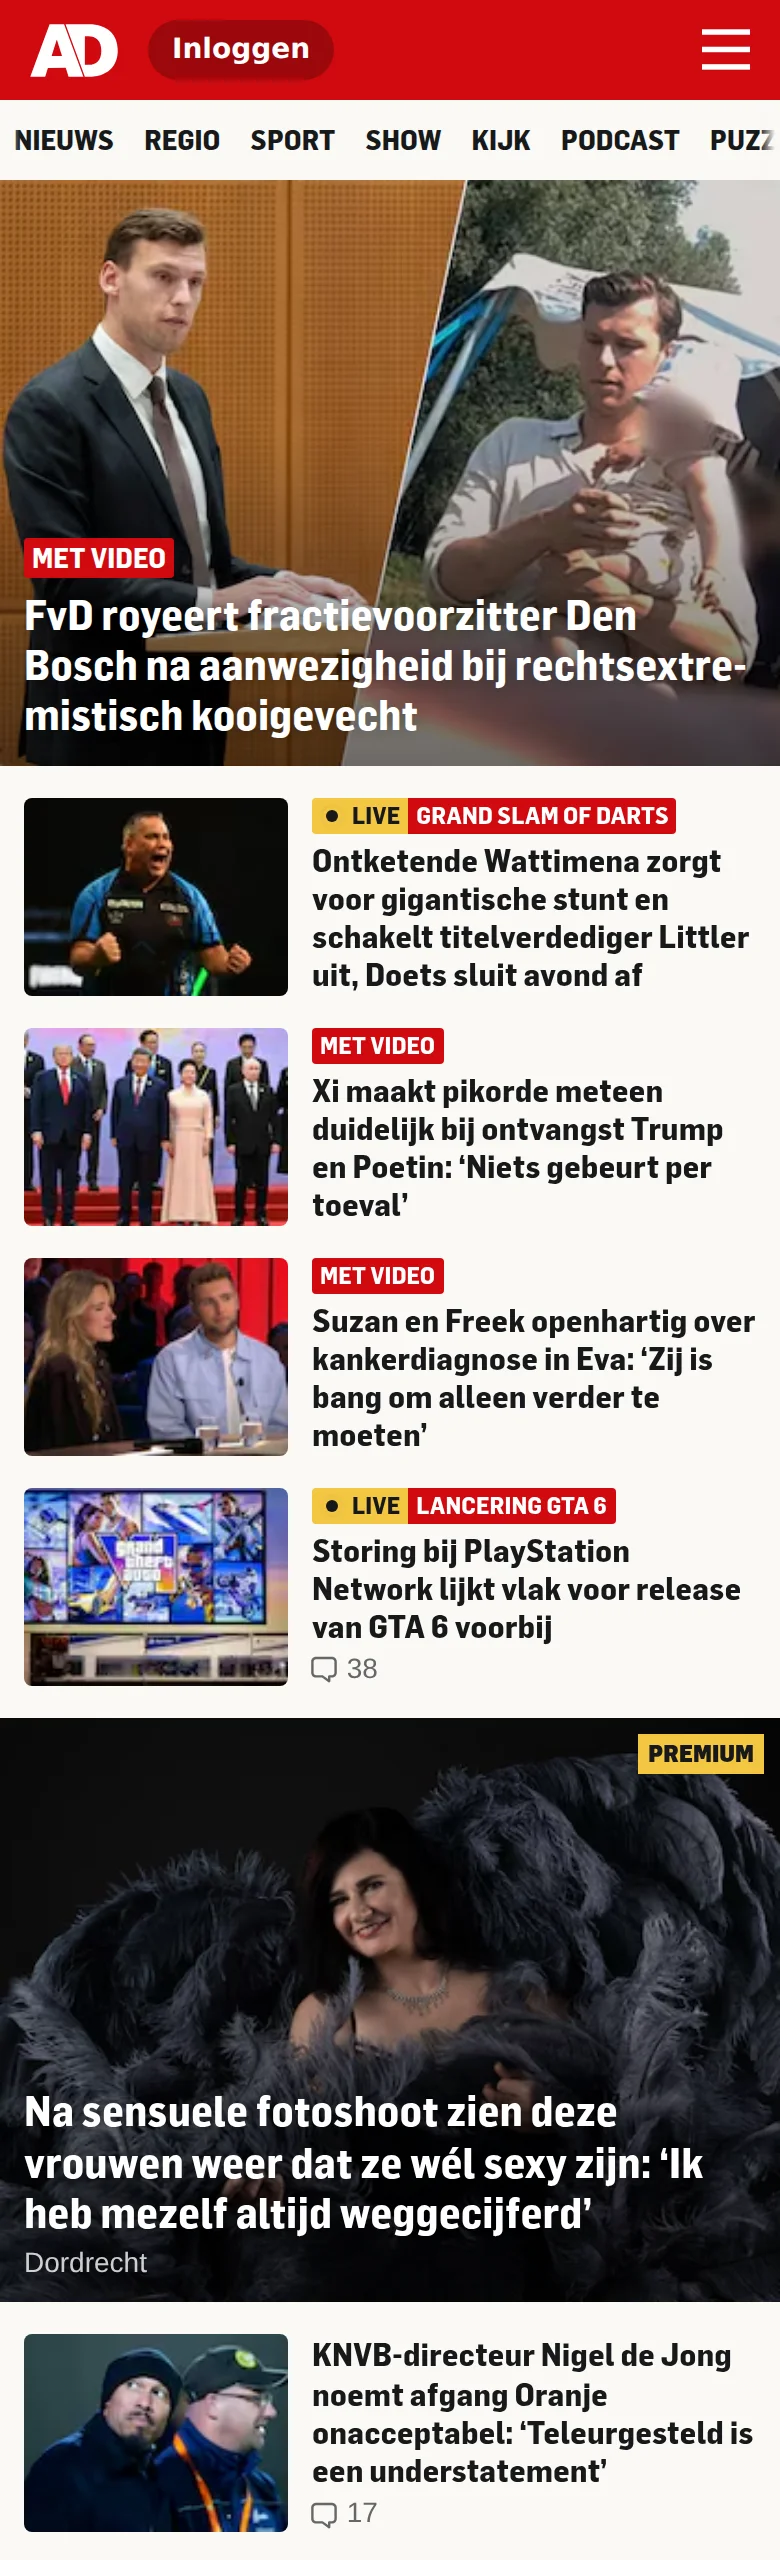 AD
Inloggen
NIEUWS REGIO SPORT SHOW KIJK PODCAST PUZZ
MET VIDEO
FvD royeert fractievoorzitter Den
Bosch na aanwezigheid bij rechtsextre-
mistisch kooigevecht
LIVE GRAND SLAM OF DARTS
Ontketende Wattimena zorgt
voor gigantische stunt en
schakelt titelverdediger Littler
uit, Doets sluit avond af
MET VIDEO
Xi maakt pikorde meteen
duidelijk bij ontvangst Trump
en Poetin: ‘Niets gebeurt per
toeval’
MET VIDEO
Suzan en Freek openhartig over
kankerdiagnose in Eva: ‘Zij is
bang om alleen verder te
moeten’
grand
theft
auto
LIVE LANCERING GTA 6
Storing bij PlayStation
Network lijkt vlak voor release
van GTA 6 voorbij
38
PREMIUM
Na sensuele fotoshoot zien deze
vrouwen weer dat ze wél sexy zijn: ‘Ik
heb mezelf altijd weggecijferd’
Dordrecht
KNVB-directeur Nigel de Jong
noemt afgang Oranje
onacceptabel: ‘Teleurgesteld is
een understatement’
17